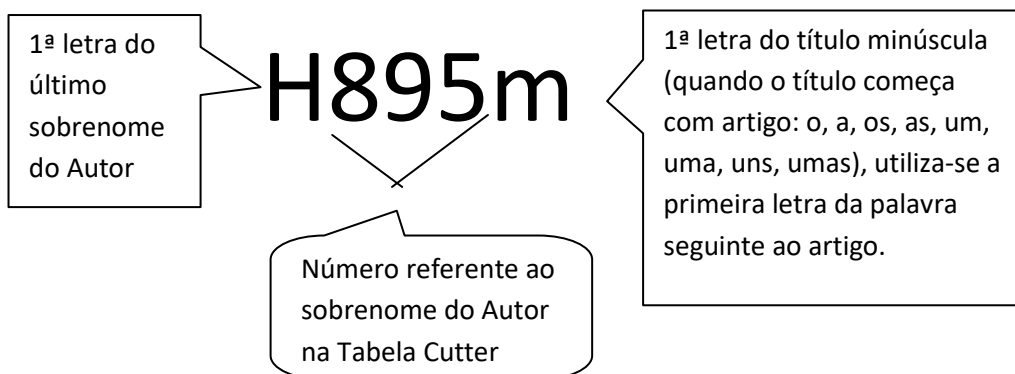 1ª letra do
último
sobrenome
do Autor
H895m
1ª letra do título minúscula
(quando o título começa
com artigo: o, a, os, as, um,
uma, uns, umas), utiliza-se a
primeira letra da palavra
seguinte ao artigo.
Número referente ao
sobrenome do Autor
na Tabela Cutter